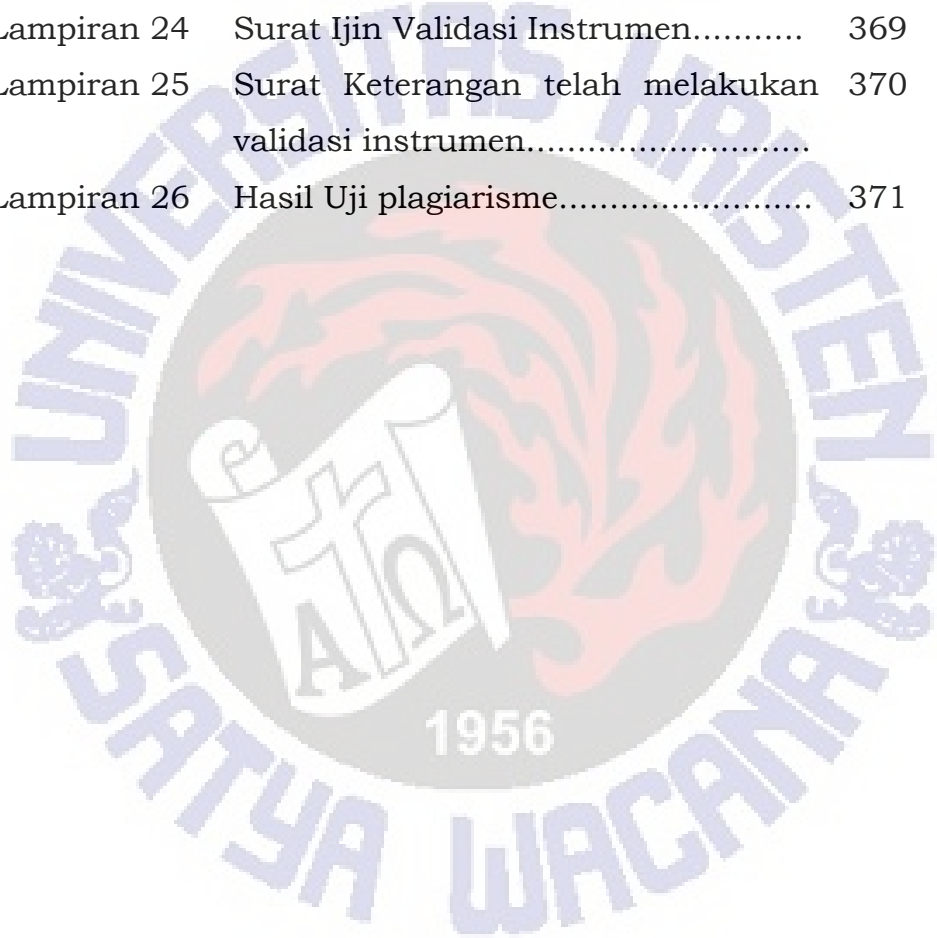 Lampiran 24 Surat Ijin Validasi Instrumen........... 369
Lampiran 25 Surat Keterangan telah melakukan 370
validasi instrumen............................
Lampiran 26 Hasil Uji plagiarisme........................ 371
UNIVERSITAS KRISTEN
ΑΩ
1956
SATYA WACANA